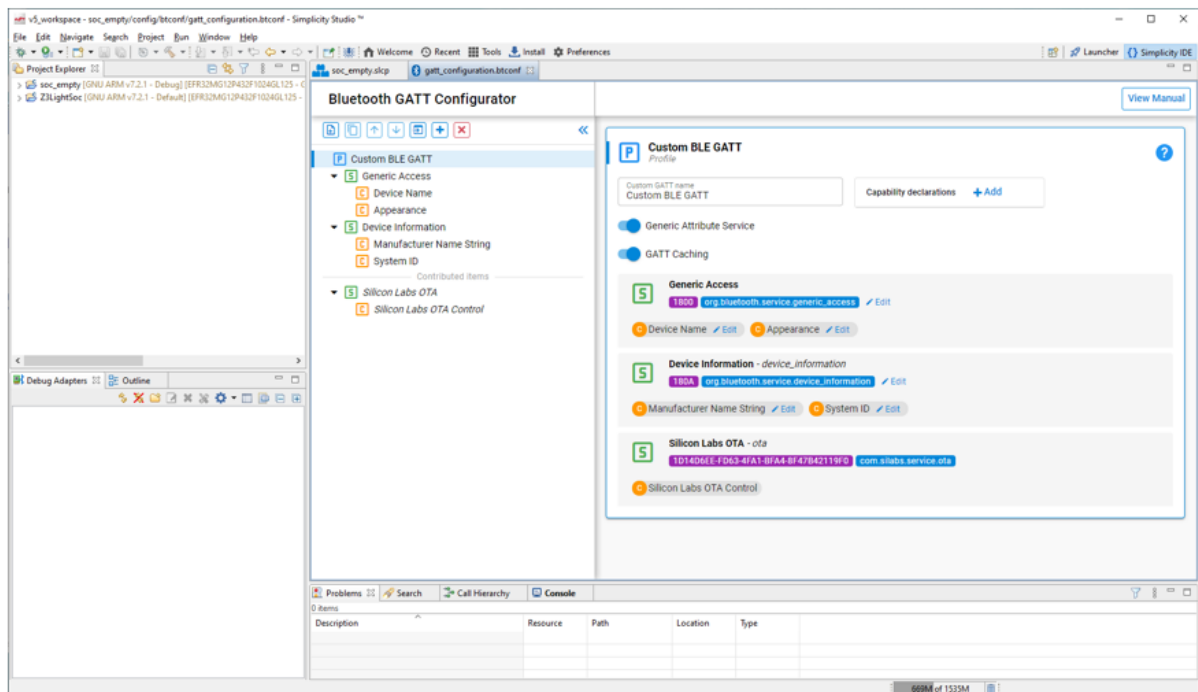 v5_workspace - soc_empty/config/btconf/gatt_configuration.btconf - Simplicity Studio ™
File Edit Navigate Search Project Run Window Help
Welcome Recent Tools Install Preferences
Launcher {} Simplicity IDE
Project Explorer
soc_empty [GNU ARM v7.2.1 - Debug] [EFR32MG12P432F1024GL125 - C
Z3LightSoc [GNU ARM v7.2.1 - Default] [EFR32MG12P432F1024GL125 -
Debug Adapters Outline
soc_empty.slcp gatt_configuration.btconf
Bluetooth GATT Configurator
View Manual
P Custom BLE GATT
S Generic Access
C Device Name
C Appearance
S Device Information
C Manufacturer Name String
C System ID
Contributed items
S Silicon Labs OTA
C Silicon Labs OTA Control
P Custom BLE GATT
Profile
?
Custom GATT name
Custom BLE GATT
Capability declarations + Add
Generic Attribute Service
GATT Caching
S Generic Access
1800 org.bluetooth.service.generic_access Edit
C Device Name Edit C Appearance Edit
S Device Information - device_information
180A org.bluetooth.service.device_information Edit
C Manufacturer Name String Edit C System ID Edit
S Silicon Labs OTA - ota
1D14D6EE-FD63-4FA1-BFA4-8F47B42119F0 com.silabs.service.ota
C Silicon Labs OTA Control
Problems Search Call Hierarchy Console
0 items
Description Resource Path Location Type
669M of 1535M